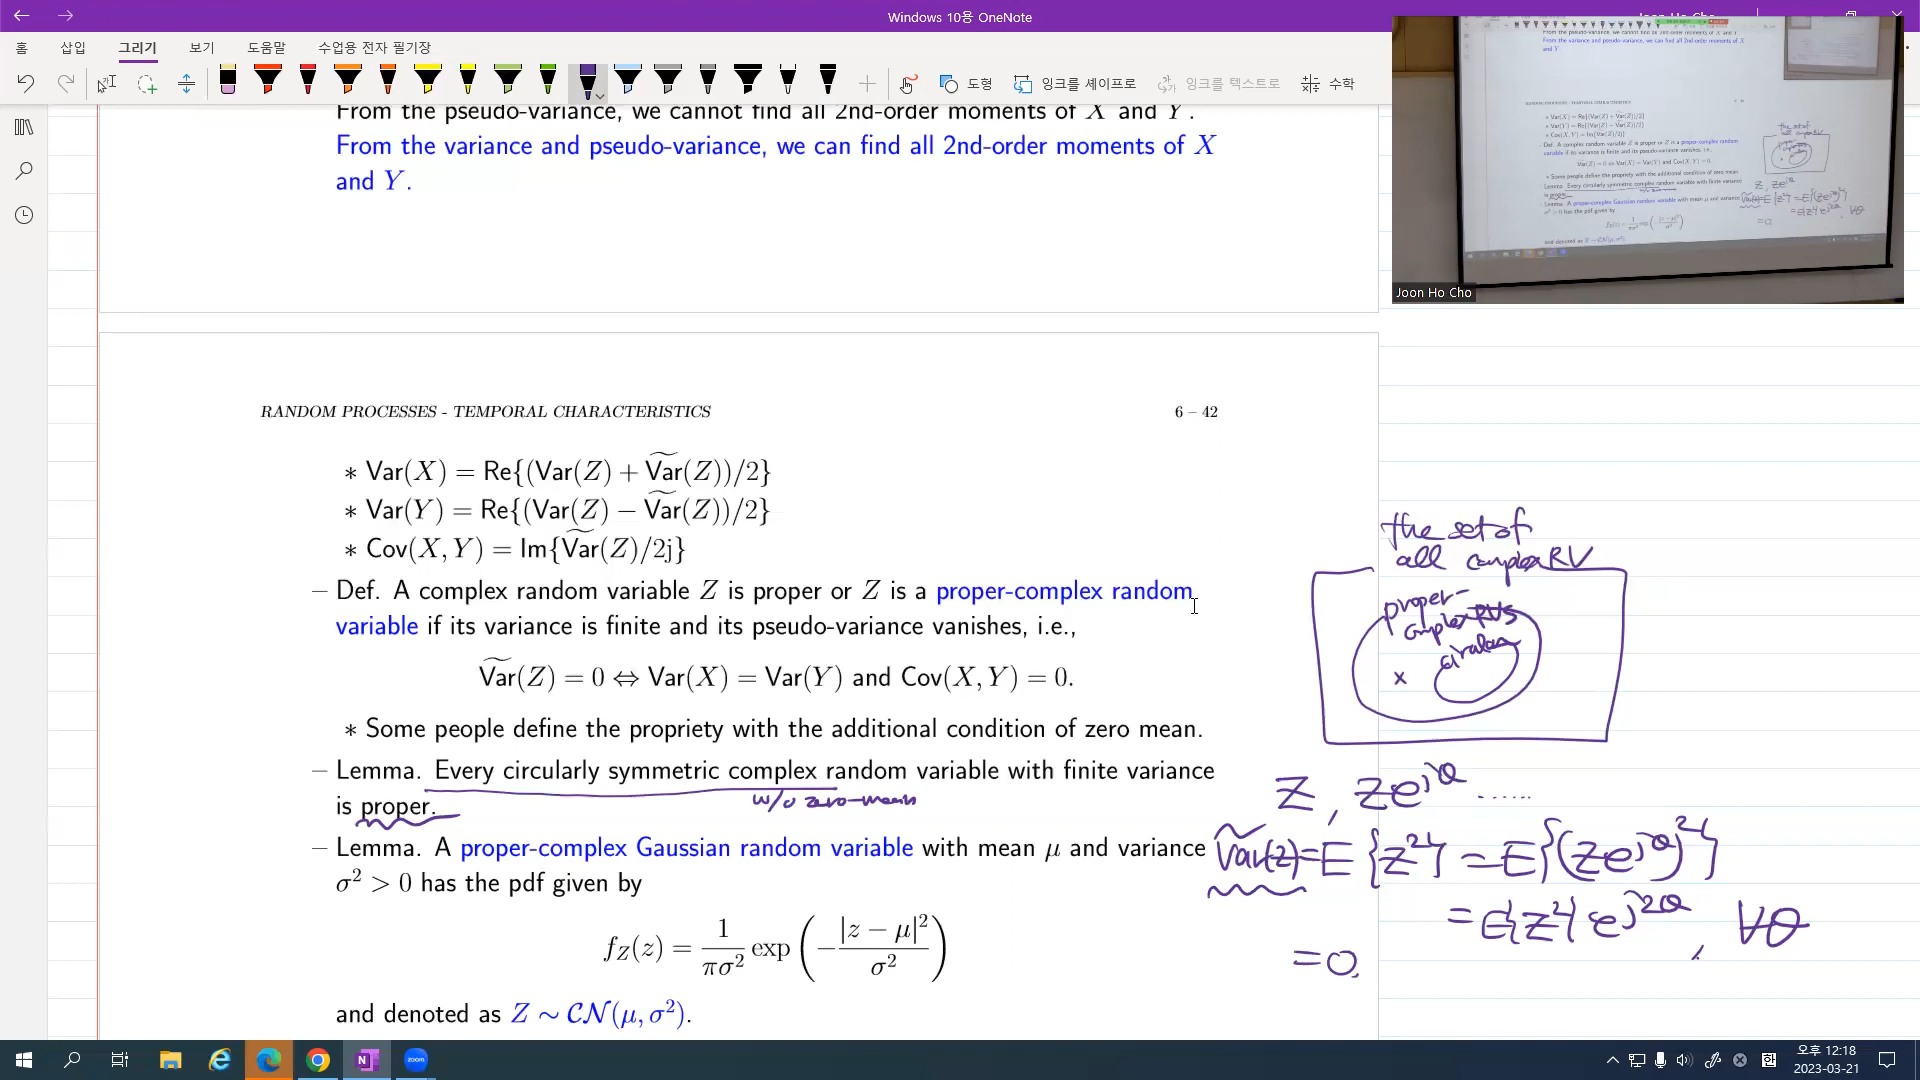 Windows 10용 OneNote
홈 삽입 그리기 보기 도움말 수업용 전자 필기장
도형 잉크를 셰이프로 잉크를 텍스트로 수학
From the pseudo-variance, we cannot find all 2nd-order moments of X and Y.
From the variance and pseudo-variance, we can find all 2nd-order moments of X
and Y.
Joon Ho Cho
RANDOM PROCESSES - TEMPORAL CHARACTERISTICS 6 – 42
∗ Var(X) = Re{(Var(Z) + Ṽar(Z))/2}
∗ Var(Y) = Re{(Var(Z) − Ṽar(Z))/2}
∗ Cov(X, Y) = Im{Ṽar(Z)/2j}
– Def. A complex random variable Z is proper or Z is a proper-complex random
variable if its variance is finite and its pseudo-variance vanishes, i.e.,
Ṽar(Z) = 0 ⇔ Var(X) = Var(Y) and Cov(X, Y) = 0.
∗ Some people define the propriety with the additional condition of zero mean.
– Lemma. Every circularly symmetric complex random variable with finite variance
w/o zero-mean
is proper.
– Lemma. A proper-complex Gaussian random variable with mean μ and variance
σ² > 0 has the pdf given by
f_Z(z) = 1/(πσ²) exp(−|z − μ|²/σ²)
and denoted as Z ∼ CN(μ, σ²).
the set of
all complex RV
proper-
complex RVs
circular
x
Z, Ze^{jθ} ......
Ṽar(Z) = E{Z²} = E{(Ze^{jθ})²}
= E{Z²} e^{j2θ}, ∀θ
= 0.
오후 12:18
2023-03-21